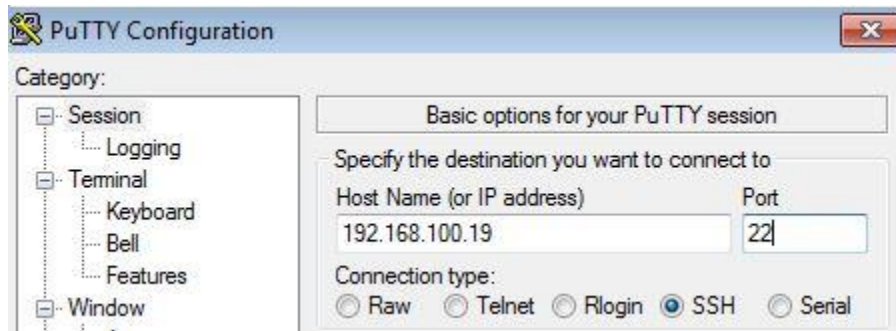 PuTTY Configuration
Category:
Session
Logging
Terminal
Keyboard
Bell
Features
Window
Basic options for your PuTTY session
Specify the destination you want to connect to
Host Name (or IP address) Port
192.168.100.19 22
Connection type:
Raw Telnet Rlogin SSH Serial